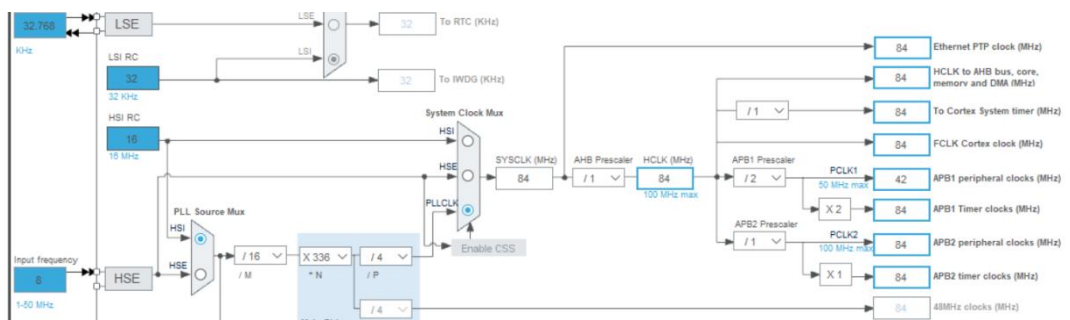 32.768
KHz
LSE
LSE
32
To RTC (KHz)
LSI RC
LSI
32
32 KHz
32
To IWDG (KHz)
HSI RC
16
16 MHz
System Clock Mux
HSI
HSE
PLLCLK
SYSCLK (MHz)
84
AHB Prescaler
/ 1
HCLK (MHz)
84
100 MHz max
84
Ethernet PTP clock (MHz)
84
HCLK to AHB bus, core,
memory and DMA (MHz)
/ 1
84
To Cortex System timer (MHz)
84
FCLK Cortex clock (MHz)
APB1 Prescaler
/ 2
PCLK1
50 MHz max
42
APB1 peripheral clocks (MHz)
X 2
84
APB1 Timer clocks (MHz)
APB2 Prescaler
/ 1
PCLK2
100 MHz max
84
APB2 peripheral clocks (MHz)
X 1
84
APB2 timer clocks (MHz)
PLL Source Mux
HSI
HSE
Input frequency
8
1-50 MHz
HSE
/ 16
/ M
X 336
* N
/ 4
/ P
Enable CSS
/ 4
84
48MHz clocks (MHz)